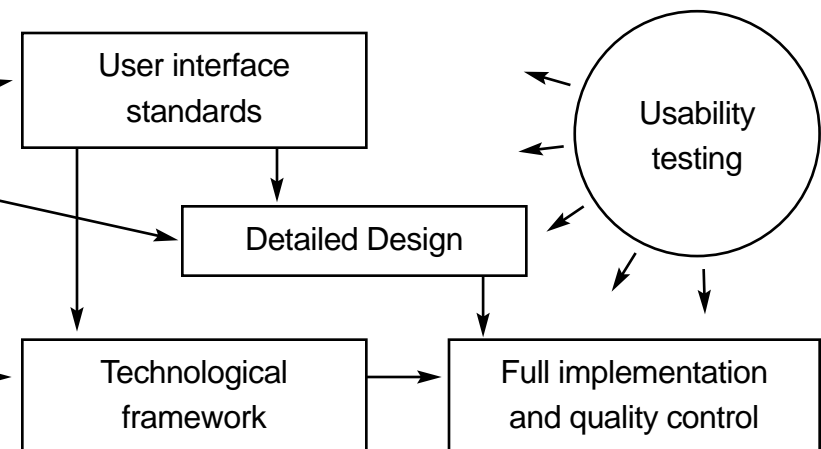 User interface
standards
Usability
testing
Detailed Design
Technological
framework
Full implementation
and quality control